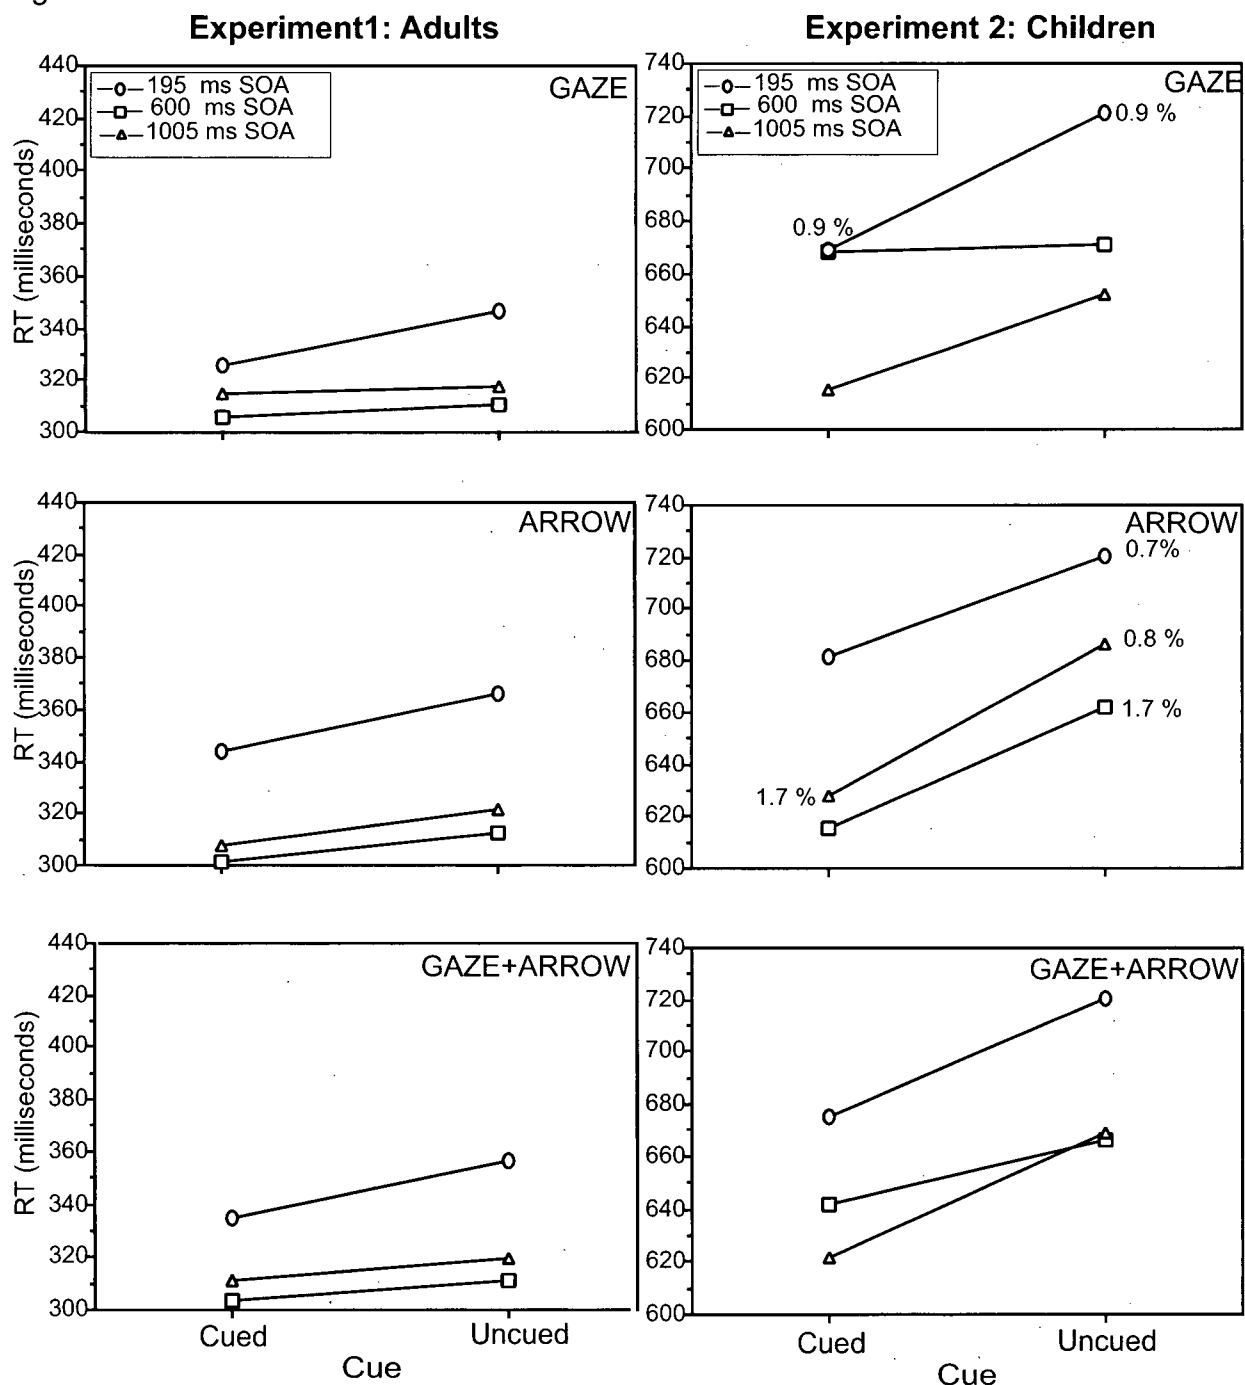 Experiment1: Adults
Experiment 2: Children
440
420
400
380
360
340
320
300
RT (milliseconds)
195 ms SOA
600 ms SOA
1005 ms SOA
GAZE
740
720
700
680
660
640
620
600
195 ms SOA
600 ms SOA
1005 ms SOA
GAZE
0.9 %
0.9 %
440
420
400
380
360
340
320
300
RT (milliseconds)
ARROW
740
720
700
680
660
640
620
600
ARROW
0.7%
0.8 %
1.7 %
1.7 %
440
420
400
380
360
340
320
300
RT (milliseconds)
GAZE+ARROW
Cued
Uncued
Cue
740
720
700
680
660
640
620
600
GAZE+ARROW
Cued
Uncued
Cue